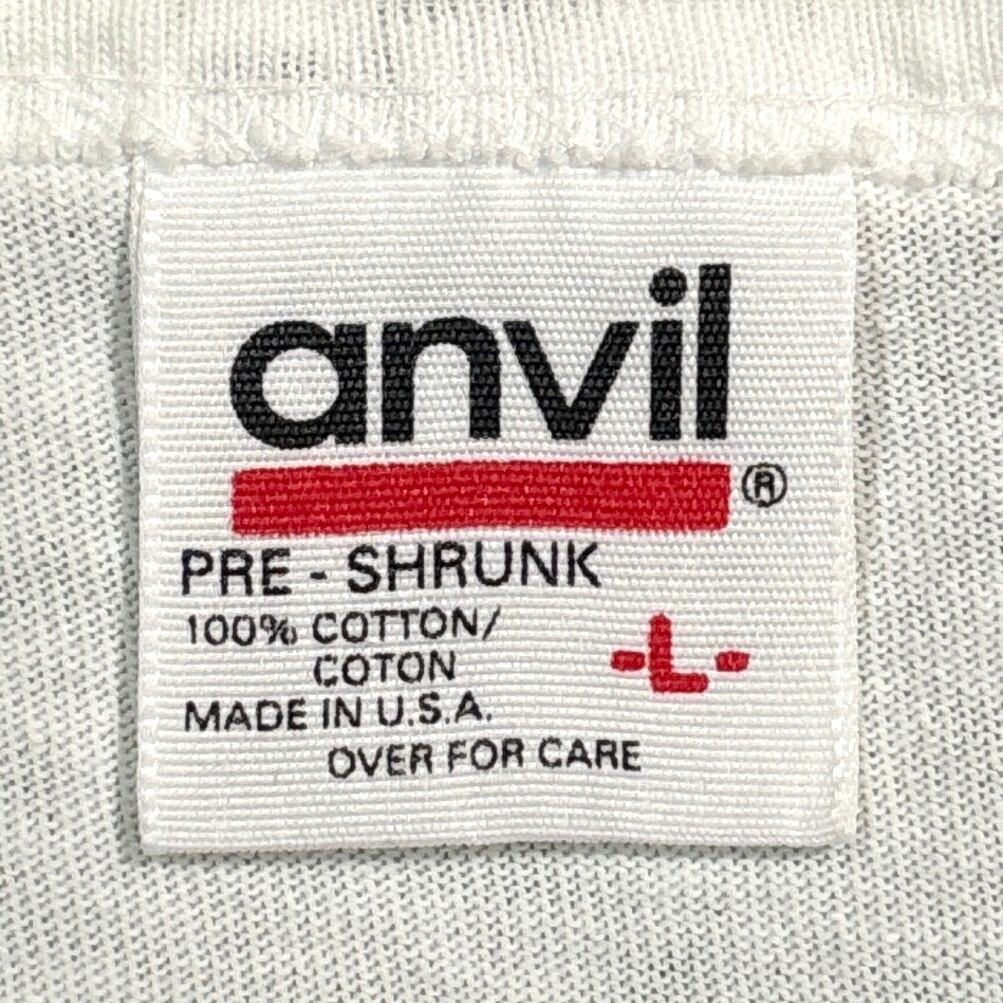 anvil®
PRE - SHRUNK
100% COTTON/
COTON
-L-
MADE IN U.S.A.
OVER FOR CARE